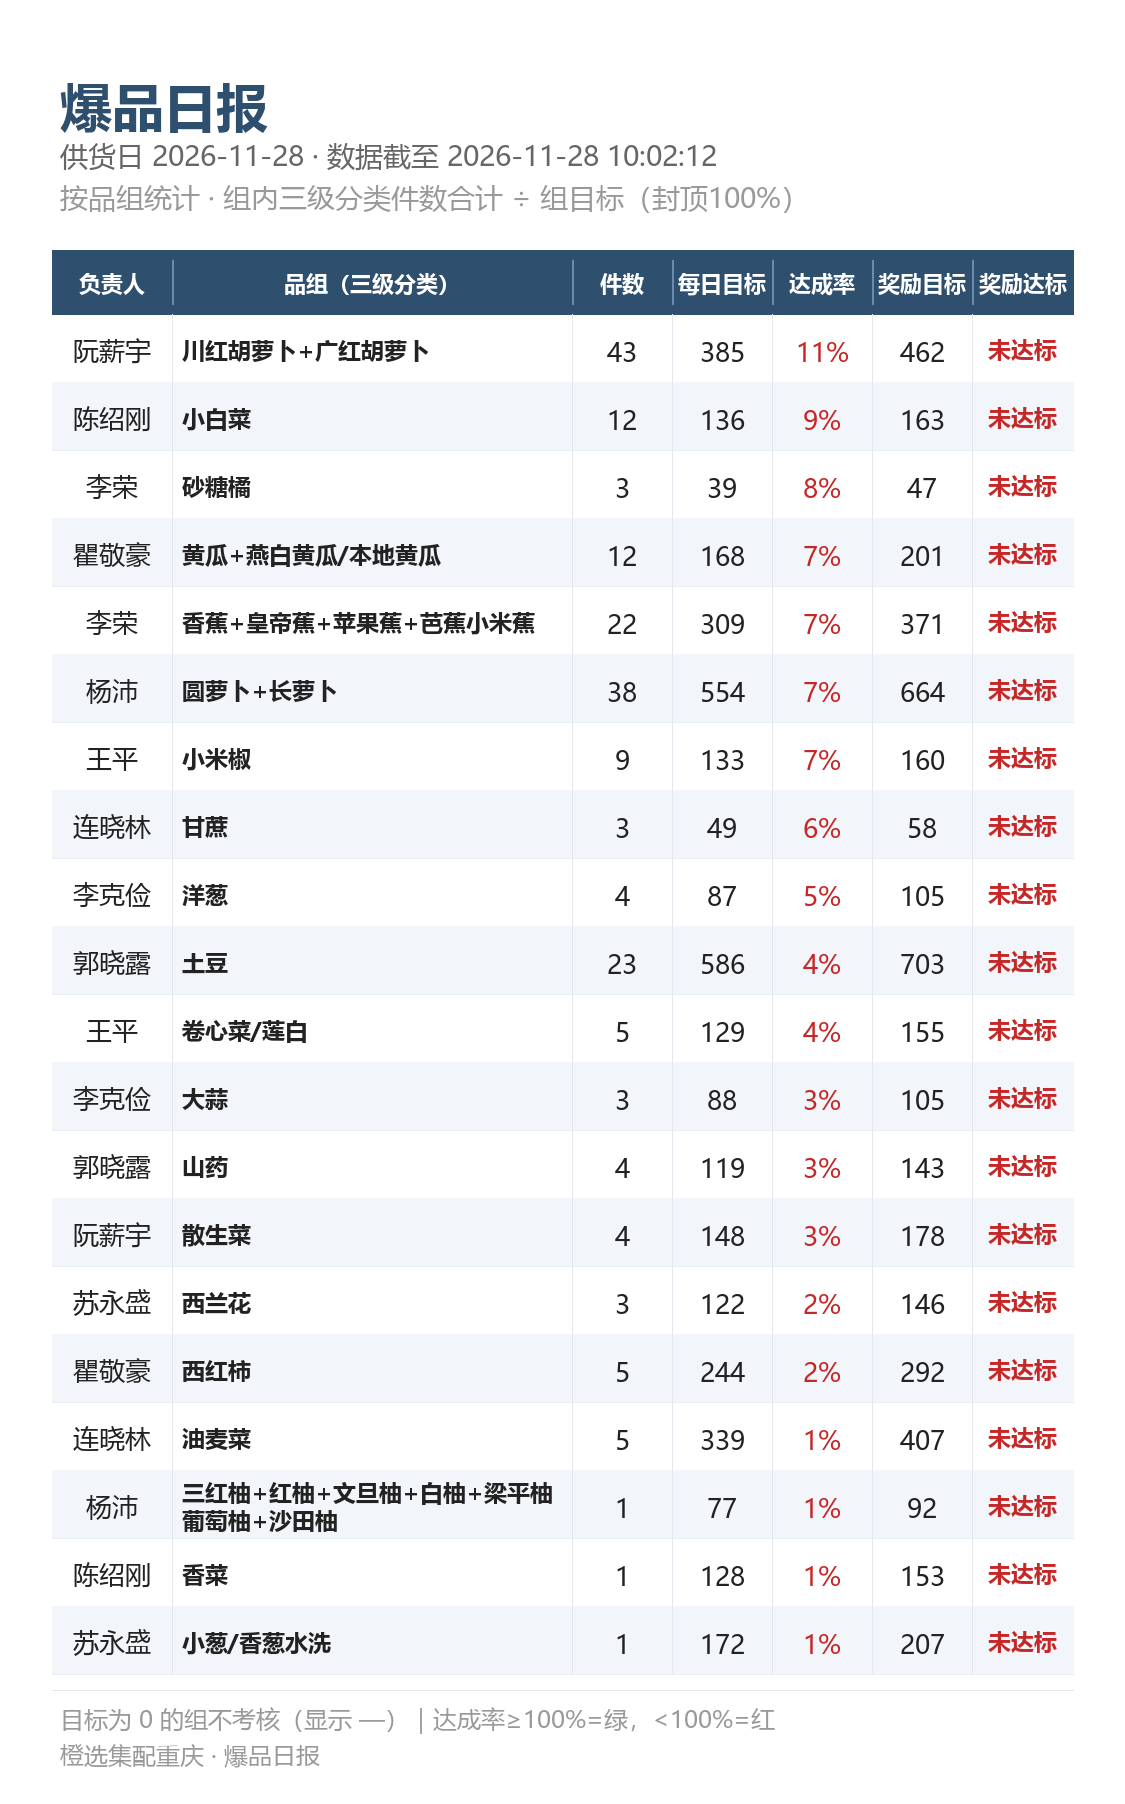 爆品日报
供货日 2026-11-28 · 数据截至 2026-11-28 10:02:12
按品组统计 · 组内三级分类件数合计 ÷ 组目标（封顶100%）
负责人 品组（三级分类） 件数 每日目标 达成率 奖励目标 奖励达标
阮薪宇 川红胡萝卜+广红胡萝卜 43 385 11% 462 未达标
陈绍刚 小白菜 12 136 9% 163 未达标
李荣 砂糖橘 3 39 8% 47 未达标
瞿敬豪 黄瓜+燕白黄瓜/本地黄瓜 12 168 7% 201 未达标
李荣 香蕉+皇帝蕉+苹果蕉+芭蕉小米蕉 22 309 7% 371 未达标
杨沛 圆萝卜+长萝卜 38 554 7% 664 未达标
王平 小米椒 9 133 7% 160 未达标
连晓林 甘蔗 3 49 6% 58 未达标
李克俭 洋葱 4 87 5% 105 未达标
郭晓露 土豆 23 586 4% 703 未达标
王平 卷心菜/莲白 5 129 4% 155 未达标
李克俭 大蒜 3 88 3% 105 未达标
郭晓露 山药 4 119 3% 143 未达标
阮薪宇 散生菜 4 148 3% 178 未达标
苏永盛 西兰花 3 122 2% 146 未达标
瞿敬豪 西红柿 5 244 2% 292 未达标
连晓林 油麦菜 5 339 1% 407 未达标
杨沛 三红柚+红柚+文旦柚+白柚+梁平柚
葡萄柚+沙田柚 1 77 1% 92 未达标
陈绍刚 香菜 1 128 1% 153 未达标
苏永盛 小葱/香葱水洗 1 172 1% 207 未达标
目标为 0 的组不考核（显示 —）｜达成率≥100%=绿，<100%=红
橙选集配重庆 · 爆品日报